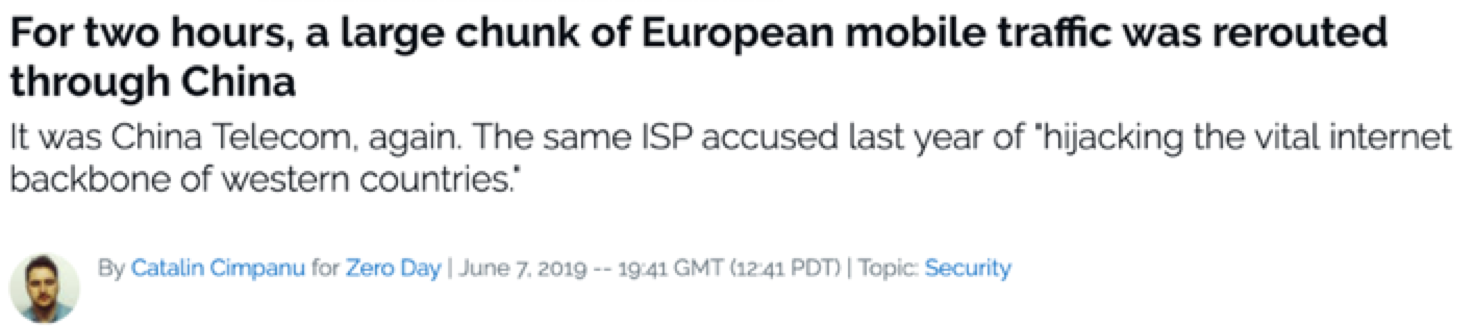 For two hours, a large chunk of European mobile traffic was rerouted
through China
It was China Telecom, again. The same ISP accused last year of "hijacking the vital internet
backbone of western countries."
By Catalin Cimpanu for Zero Day | June 7, 2019 -- 19:41 GMT (12:41 PDT) | Topic: Security